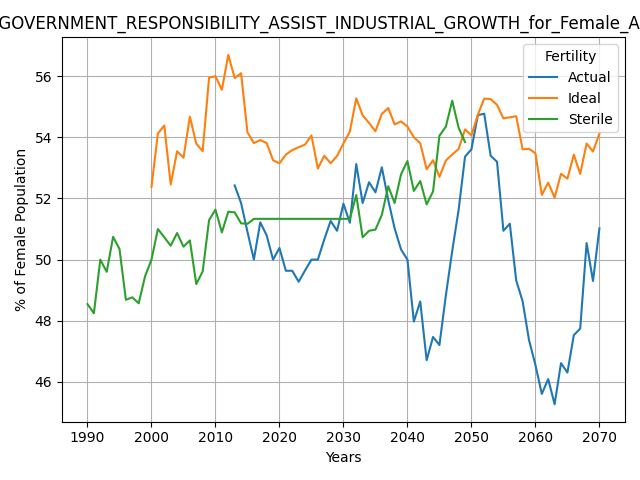 GOVERNMENT_RESPONSIBILITY_ASSIST_INDUSTRIAL_GROWTH_for_Female_A
Fertility
Actual
Ideal
Sterile
% of Female Population
56
54
52
50
48
46
1990 2000 2010 2020 2030 2040 2050 2060 2070
Years